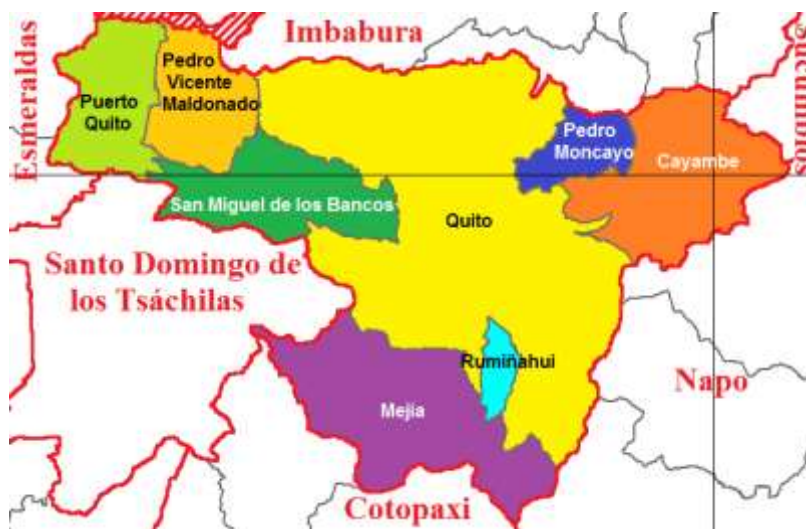 Imbabura
Esmeraldas
Puerto
Quito
Pedro
Vicente
Maldonado
Pedro
Moncayo
Cayambe
San Miguel de los Bancos
Quito
Santo Domingo de
los Tsáchilas
Rumiñahui
Napo
Mejía
Cotopaxi